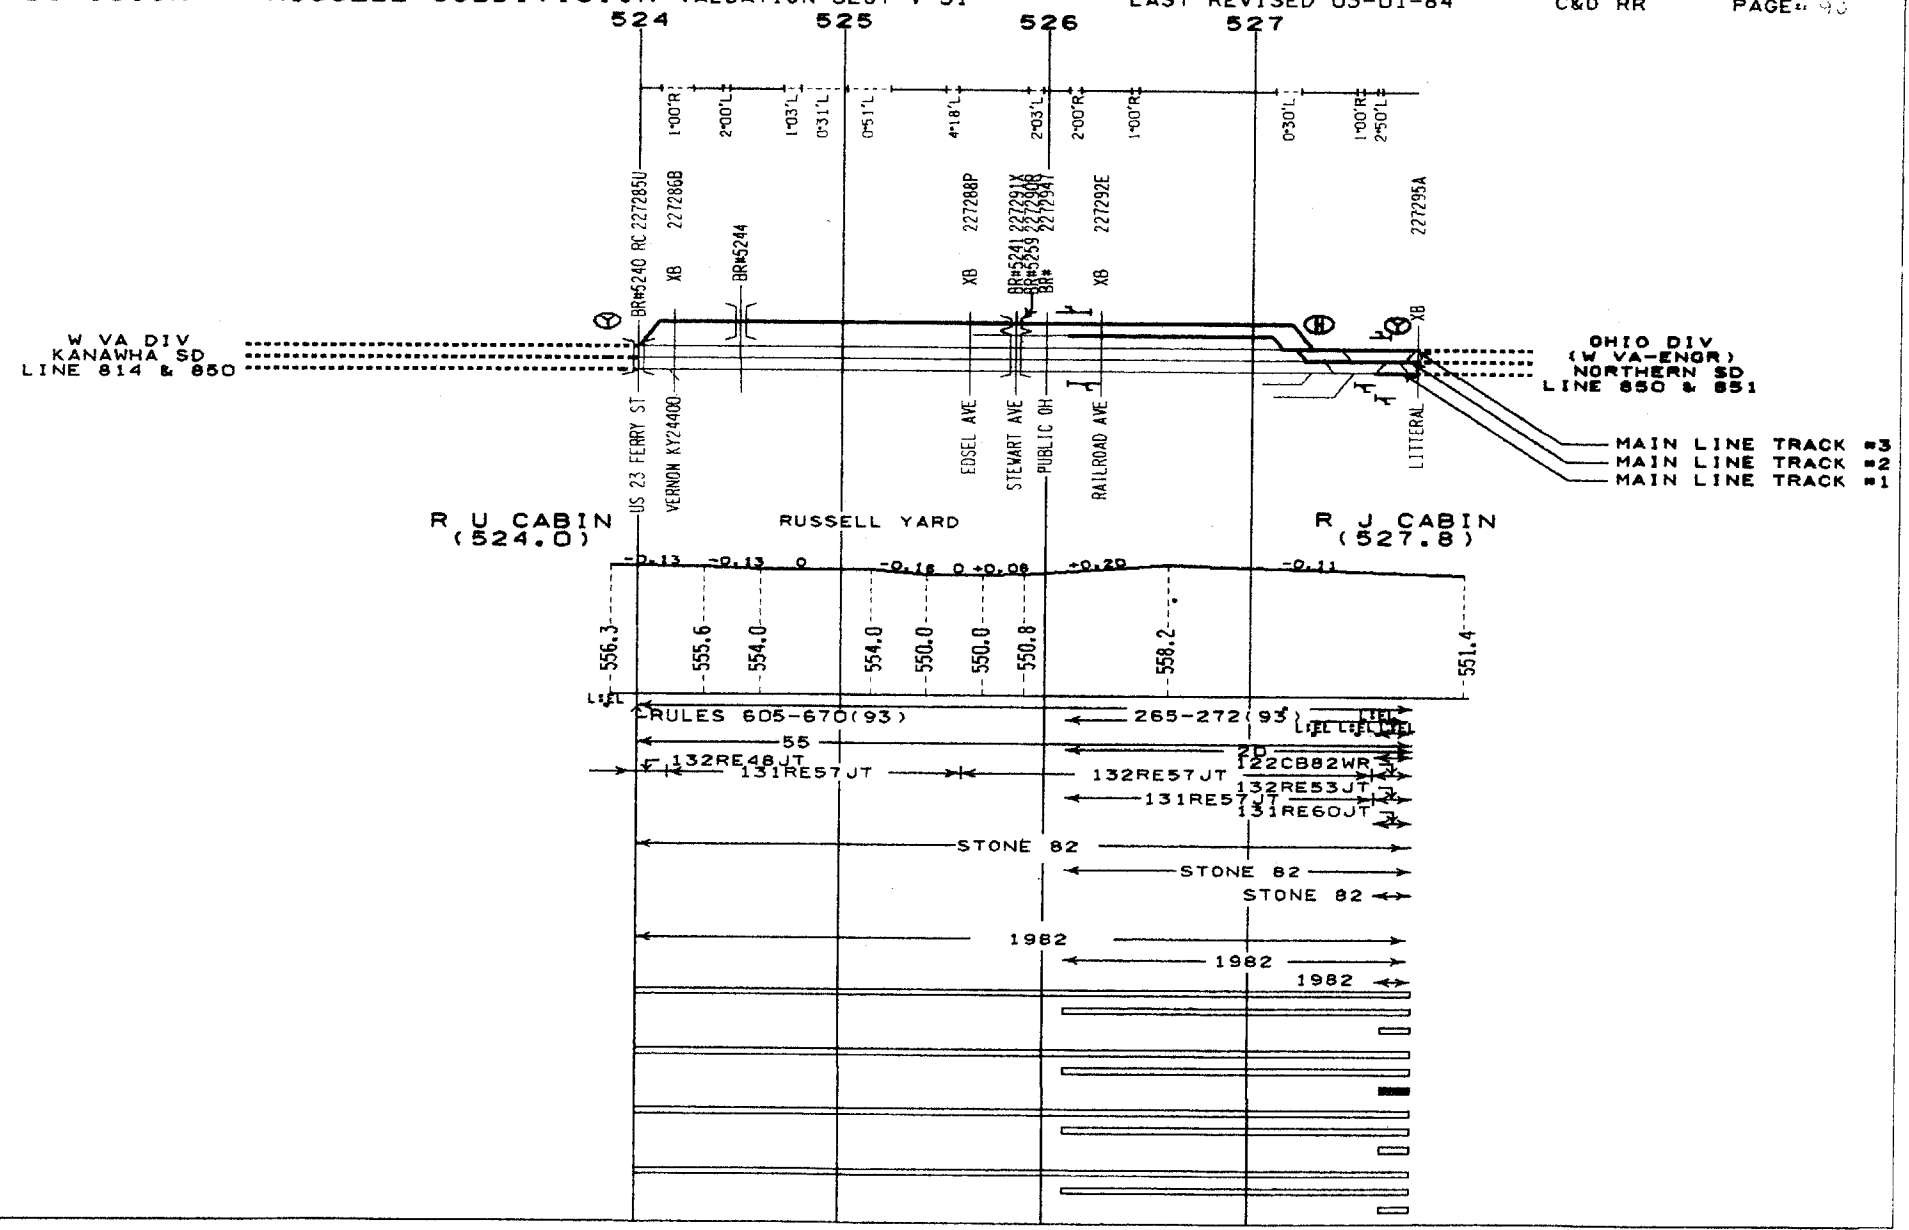 RUSSELL SUBDIVISION VALUATION SECT V-31 LAST REVISED 03-01-84 C&O RR PAGE#
524 525 526 527
1°00'R 2°00'L 1°03'L 0°31'L 0°51'L 4°18'L 2°03'L 2°00'R 1°00'R 0°30'L 1°00'R 2°50'L
BR#5240 RC 227285U
XB 227286B
BR#5244
XB 227288P
BR#5241 227291X
BR#5259
BR#
XB 227292E
XB 227295A
W VA DIV
KANAWHA SD
LINE 814 & 850
OHIO DIV
(W VA-ENGR)
NORTHERN SD
LINE 850 & 851
H
US 23 FERRY ST
VERNON KY24400
EDSEL AVE
STEWART AVE
PUBLIC OH
RAILROAD AVE
LITTERAL
MAIN LINE TRACK #3
MAIN LINE TRACK #2
MAIN LINE TRACK #1
R U CABIN
(524.0)
RUSSELL YARD
R J CABIN
(527.8)
-0.13 -0.13 0 -0.16 0 +0.08 +0.20 -0.11
556.3 555.6 554.0 554.0 550.0 550.0 550.8 558.2 551.4
RULES 605-670(93) 265-272(93)
55
20
132RE48JT 122CB82WR
131RE57JT 132RE57JT
132RE53JT
131RE57JT
131RE60JT
STONE 82
STONE 82
STONE 82
1982
1982
1982